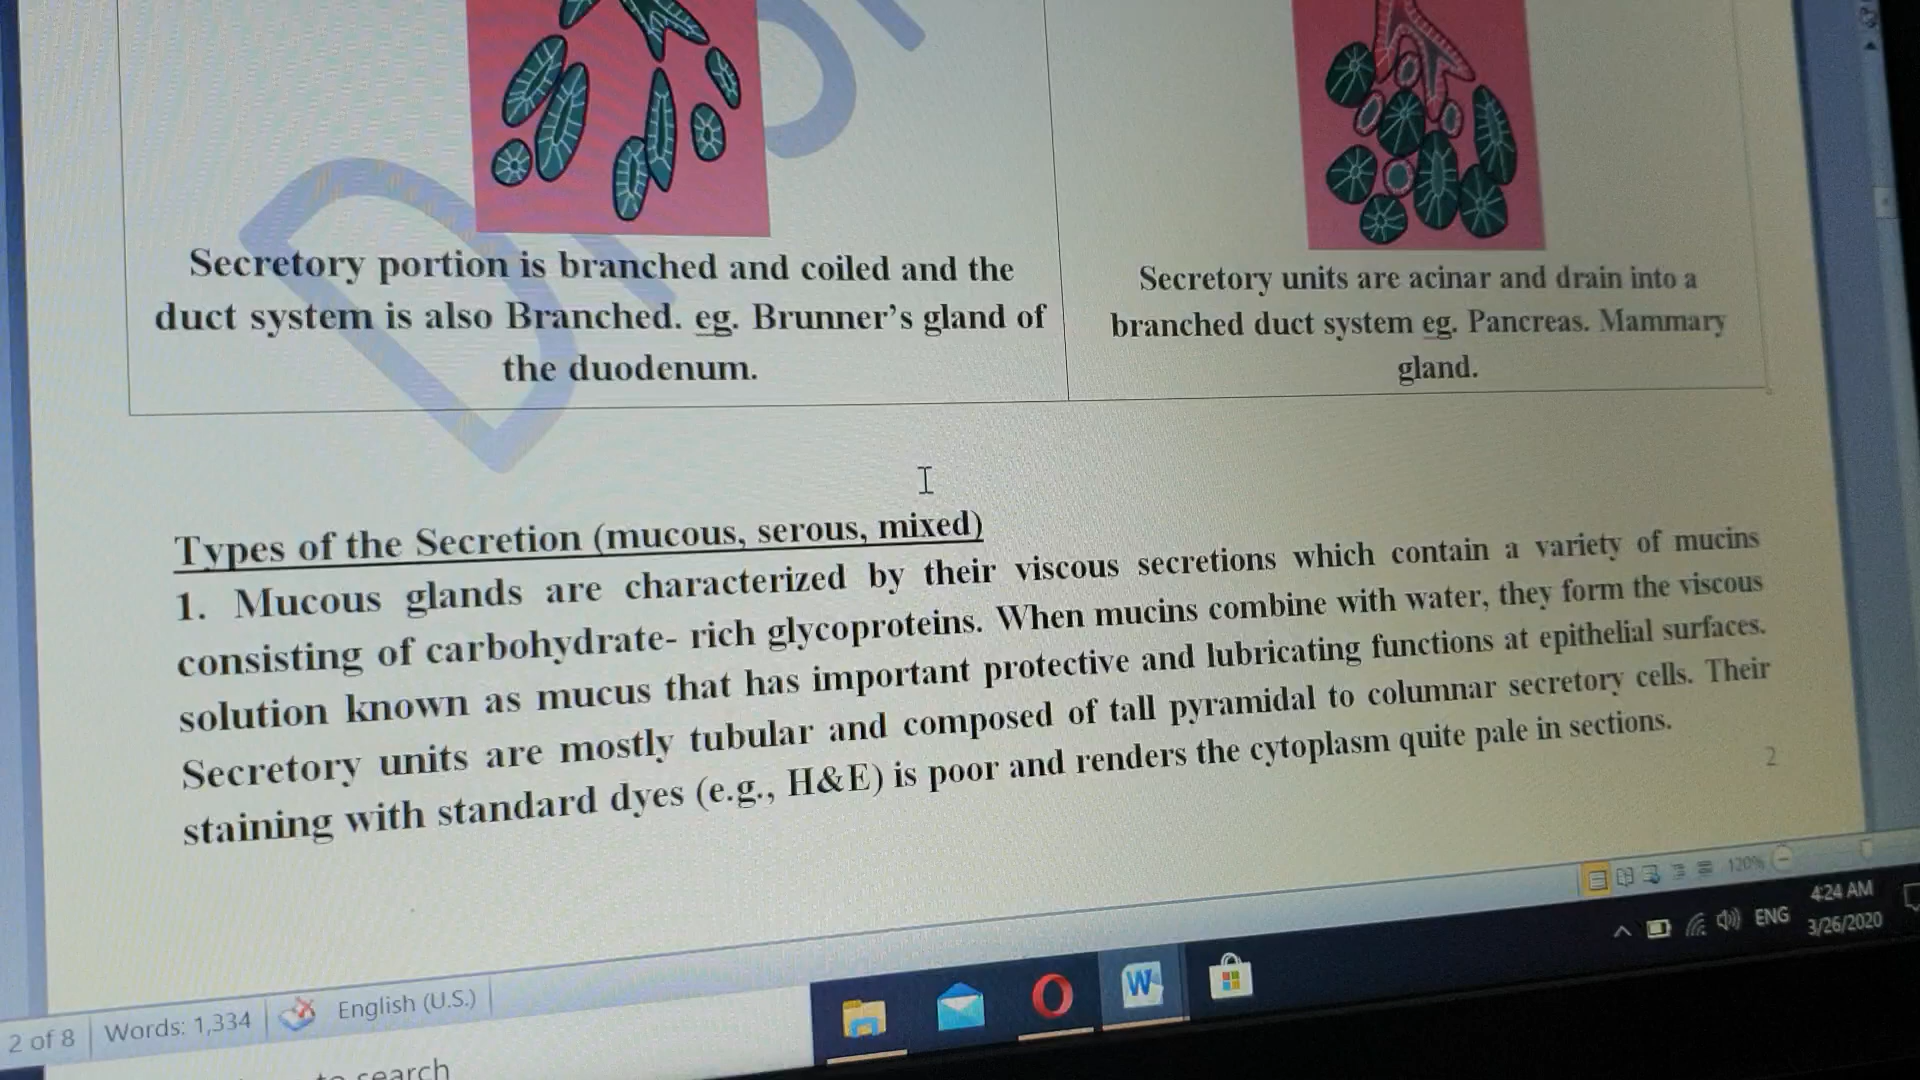 Secretory portion is branched and coiled and the
duct system is also Branched. eg. Brunner's gland of
the duodenum.
Secretory units are acinar and drain into a
branched duct system eg. Pancreas. Mammary
gland.
Types of the Secretion (mucous, serous, mixed)
1. Mucous glands are characterized by their viscous secretions which contain a variety of mucins
consisting of carbohydrate- rich glycoproteins. When mucins combine with water, they form the viscous
solution known as mucus that has important protective and lubricating functions at epithelial surfaces.
Secretory units are mostly tubular and composed of tall pyramidal to columnar secretory cells. Their
staining with standard dyes (e.g., H&E) is poor and renders the cytoplasm quite pale in sections.
2
120%
2 of 8
Words: 1,334
English (U.S.)
ENG
4:24 AM
3/26/2020
W
to search